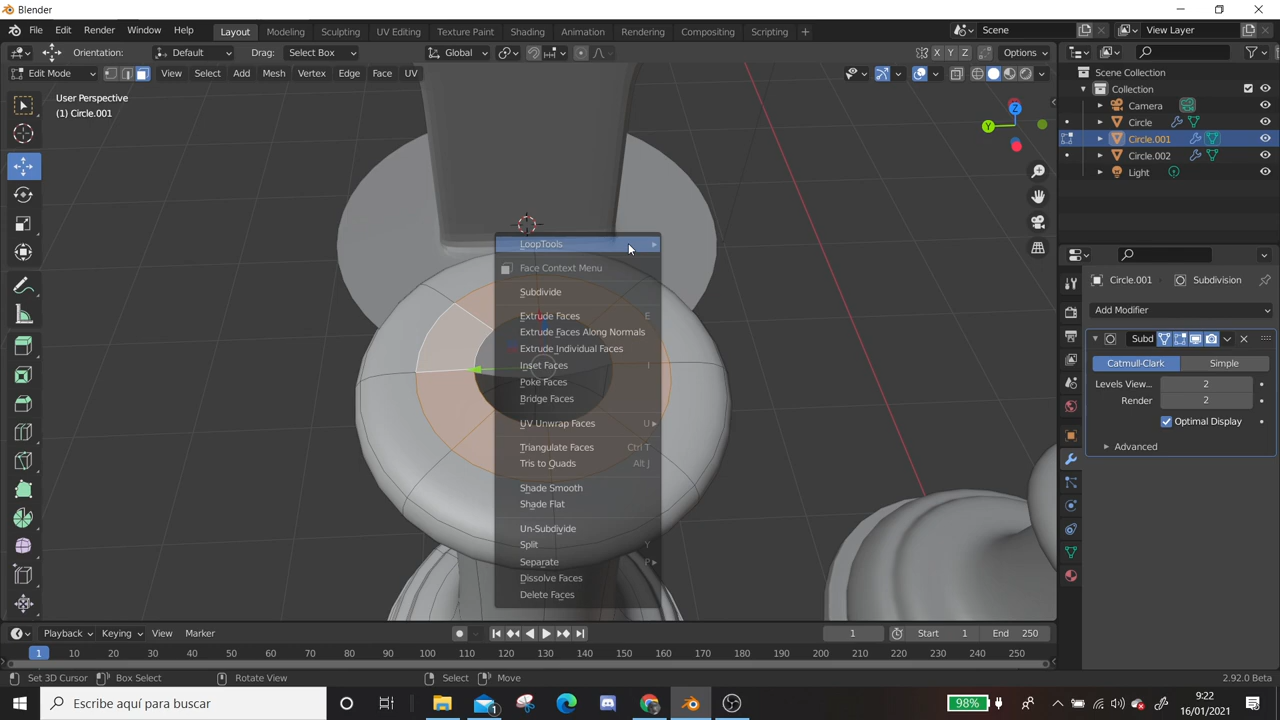 Blender
File Edit Render Window Help Layout Modeling Sculpting UV Editing Texture Paint Shading Animation Rendering Compositing Scripting + Scene View Layer
Orientation: Default Drag: Select Box Global X Y Z Options
Edit Mode View Select Add Mesh Vertex Edge Face UV
User Perspective
(1) Circle.001
Z
Y
Scene Collection
Collection
Camera
Circle
Circle.001
Circle.002
Light
LoopTools
Face Context Menu
Subdivide
Extrude Faces E
Extrude Faces Along Normals
Extrude Individual Faces
Inset Faces I
Poke Faces
Bridge Faces
UV Unwrap Faces U
Triangulate Faces Ctrl T
Tris to Quads Alt J
Shade Smooth
Shade Flat
Un-Subdivide
Split Y
Separate P
Dissolve Faces
Delete Faces
Circle.001 Subdivision
Add Modifier
Subd
Catmull-Clark Simple
Levels View... 2
Render 2
Optimal Display
Advanced
Playback Keying View Marker 1 Start 1 End 250
1 10 20 30 40 50 60 70 80 90 100 110 120 130 140 150 160 170 180 190 200 210 220 230 240 250
Set 3D Cursor Box Select Rotate View Select Move 2.92.0 Beta
Escribe aquí para buscar 1 98% 9:22
16/01/2021